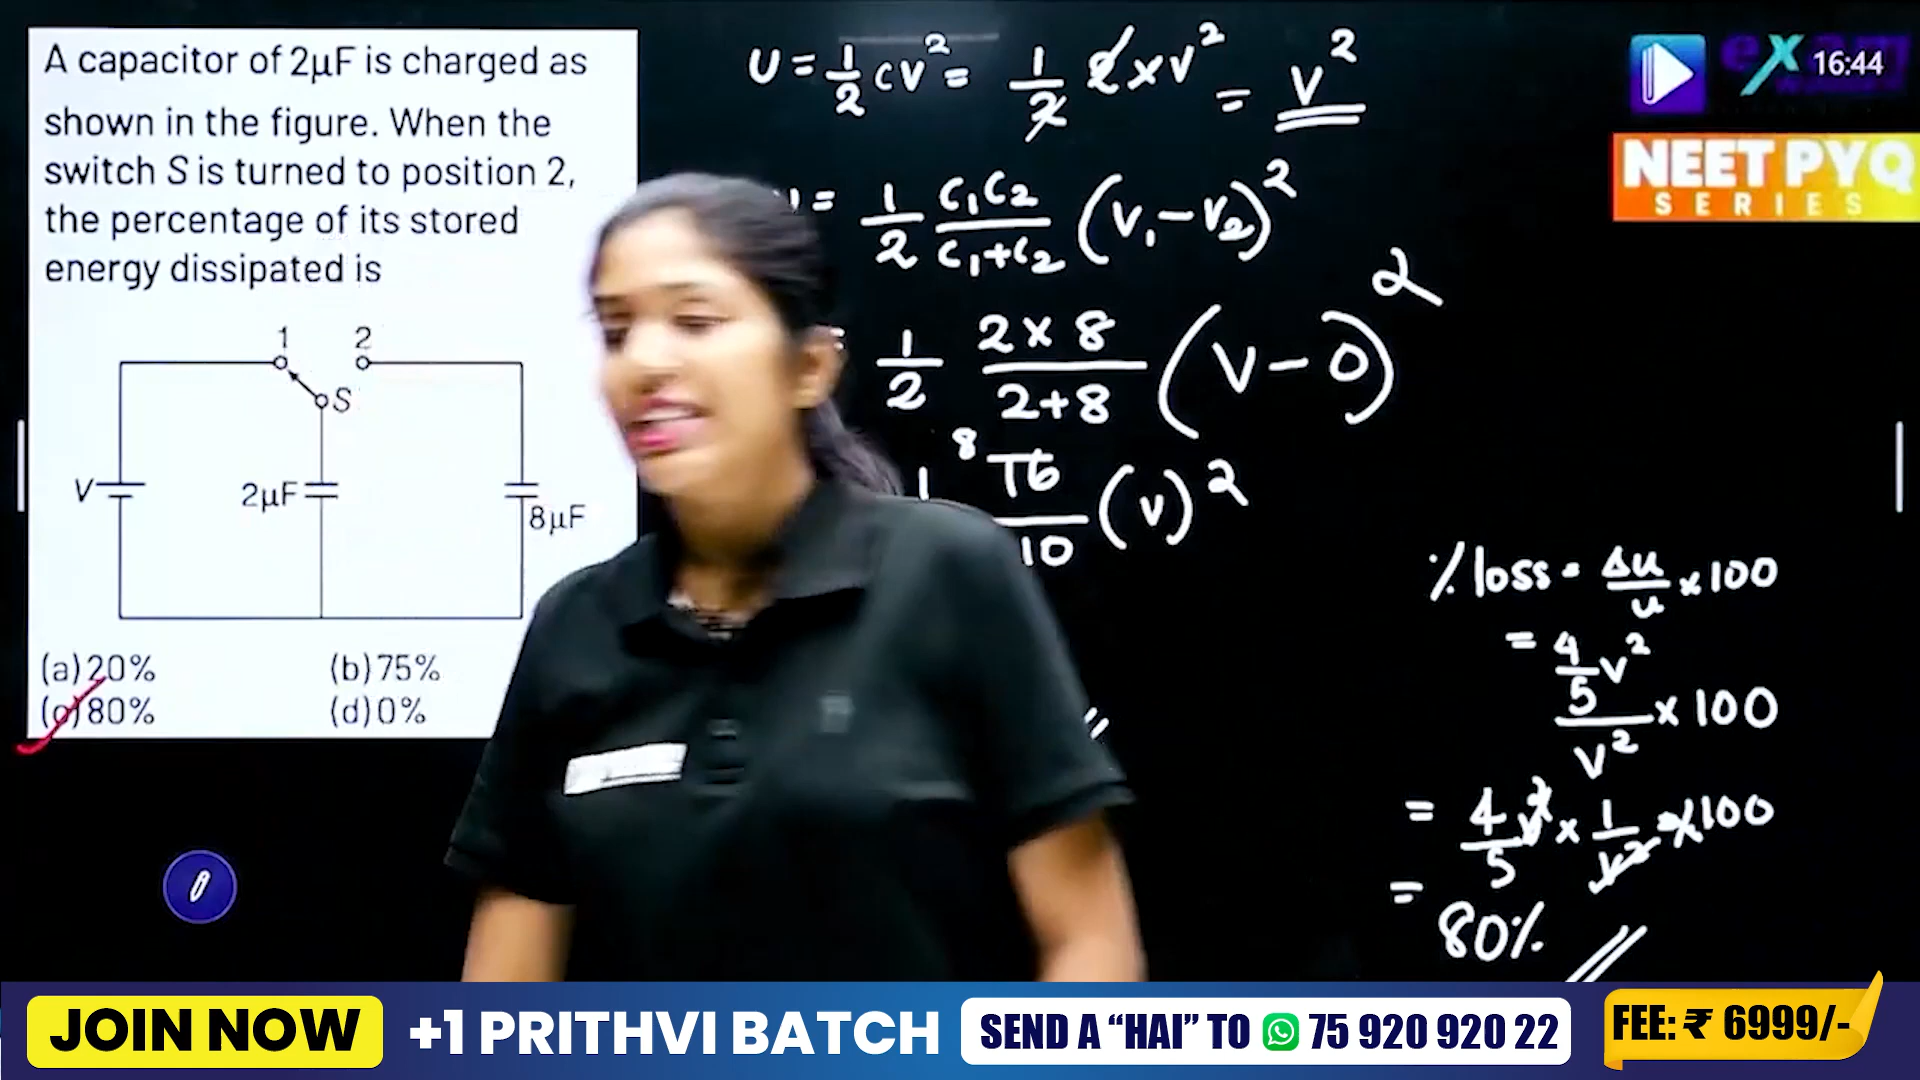 A capacitor of 2μF is charged as
shown in the figure. When the
switch S is turned to position 2,
the percentage of its stored
energy dissipated is
1 2
S
V
2μF
8μF
(a) 20% (b) 75%
(c) 80% (d) 0%
U = 1/2 CV² = 1/2 2 × V² = V²
= 1/2 C₁C₂/C₁+C₂ (V₁-V₂)²
1/2 2×8/2+8 (V-0)²
1 8 16/10 (V)²
% loss = Δu/u × 100
= 4/5 V²/V² × 100
= 4/5 V² × 1/V² × 100
= 80%
16:44
NEET PYQ
SERIES
JOIN NOW
+1 PRITHVI BATCH
SEND A “HAI” TO 75 920 920 22
FEE: ₹ 6999/-